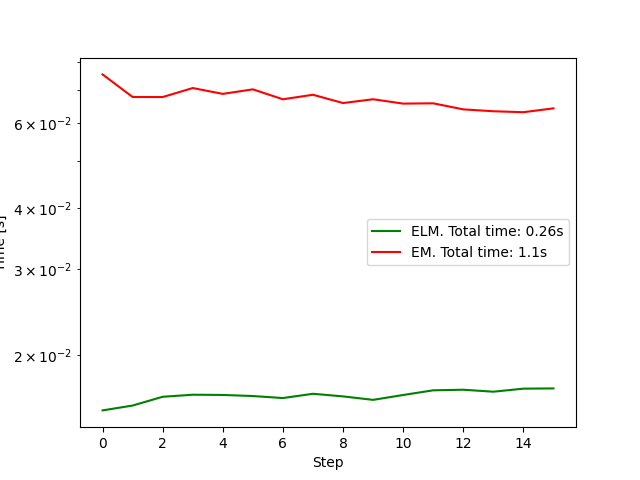 6 × 10⁻²
4 × 10⁻²
3 × 10⁻²
2 × 10⁻²
ELM. Total time: 0.26s
EM. Total time: 1.1s
0 2 4 6 8 10 12 14
Step